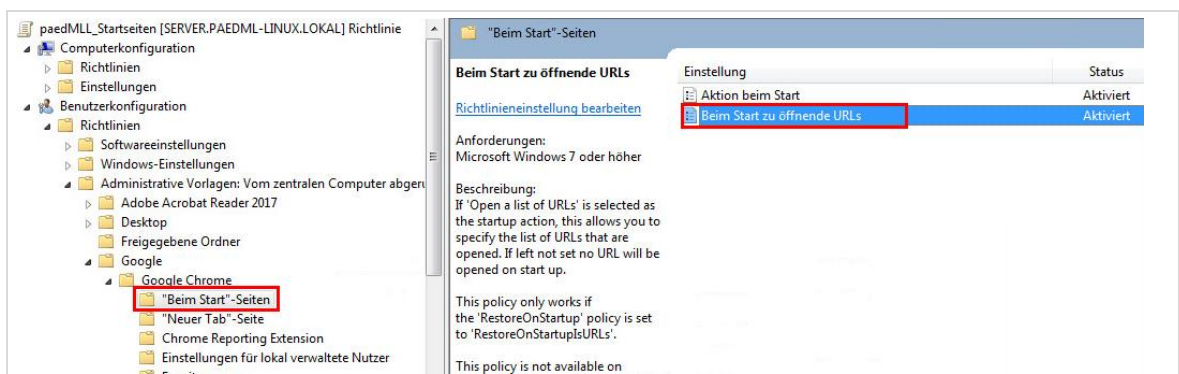 paedMLL_Startseiten [SERVER.PAEDML-LINUX.LOKAL] Richtlinie
Computerkonfiguration
Richtlinien
Einstellungen
Benutzerkonfiguration
Richtlinien
Softwareeinstellungen
Windows-Einstellungen
Administrative Vorlagen: Vom zentralen Computer abgeru
Adobe Acrobat Reader 2017
Desktop
Freigegebene Ordner
Google
Google Chrome
"Beim Start"-Seiten
"Neuer Tab"-Seite
Chrome Reporting Extension
Einstellungen für lokal verwaltete Nutzer
"Beim Start"-Seiten
Beim Start zu öffnende URLs
Richtlinieneinstellung bearbeiten
Anforderungen:
Microsoft Windows 7 oder höher
Beschreibung:
If 'Open a list of URLs' is selected as
the startup action, this allows you to
specify the list of URLs that are
opened. If left not set no URL will be
opened on start up.
This policy only works if
the 'RestoreOnStartup' policy is set
to 'RestoreOnStartupIsURLs'.
This policy is not available on
Einstellung Status
Aktion beim Start Aktiviert
Beim Start zu öffnende URLs Aktiviert